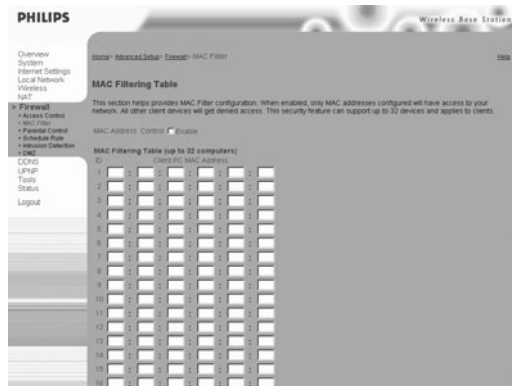 PHILIPS
Wireless Base Station
Overview
System
Internet Settings
Local Network
Wireless
NAT
> Firewall
• Access Control
• MAC Filter
• Parental Control
• Schedule Rule
• Intrusion Detection
• DMZ
DDNS
UPNP
Tools
Status
Logout
Home> Advanced Setup> Firewall> MAC Filter
Help
MAC Filtering Table
This section helps provides MAC Filter configuration. When enabled, only MAC addresses configured will have access to your
network. All other client devices will get denied access. This security feature can support up to 32 devices and applies to clients.
MAC Address Control Enable
MAC Filtering Table (up to 32 computers)
ID Client PC MAC Address
1 : : : : :
2 : : : : :
3 : : : : :
4 : : : : :
5 : : : : :
6 : : : : :
7 : : : : :
8 : : : : :
9 : : : : :
10 : : : : :
11 : : : : :
12 : : : : :
13 : : : : :
14 : : : : :
15 : : : : :
16 : : : : :